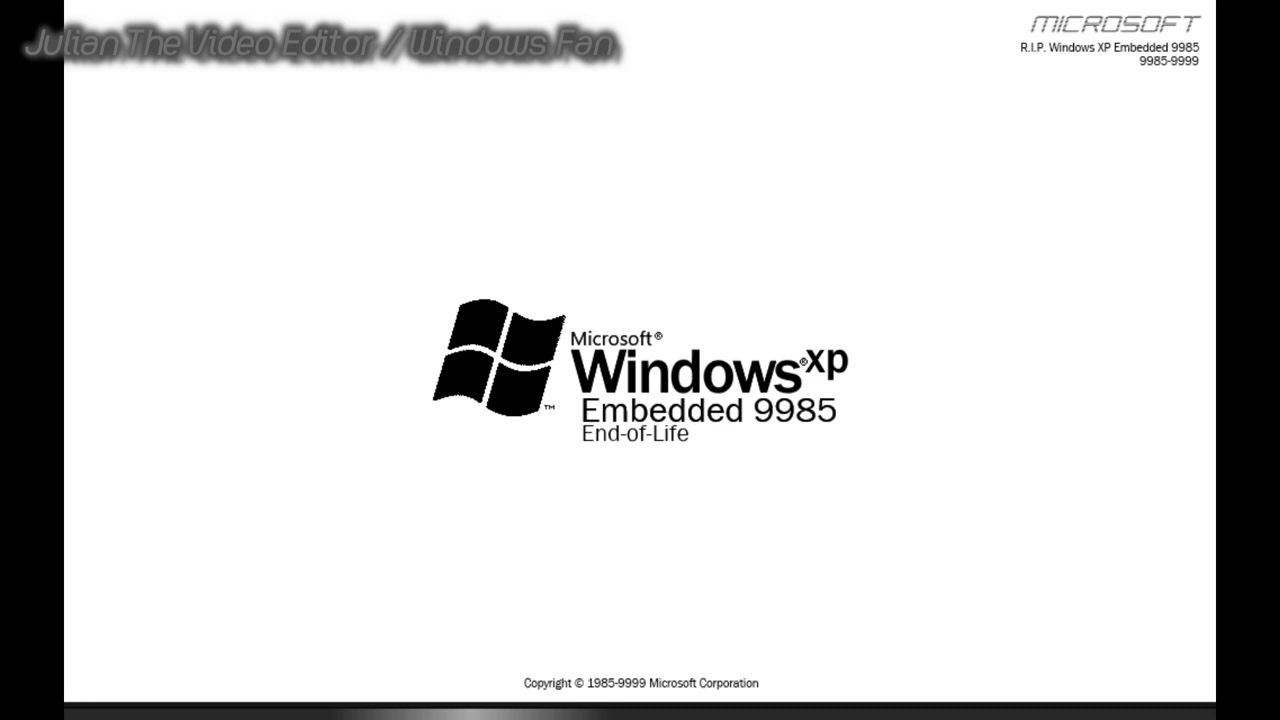 Julian The Video Editor / Windows Fan
MICROSOFT
R.I.P. Windows XP Embedded 9985
9985-9999
Microsoft®
Windows® xp
Embedded 9985
End-of-Life
™
Copyright © 1985-9999 Microsoft Corporation